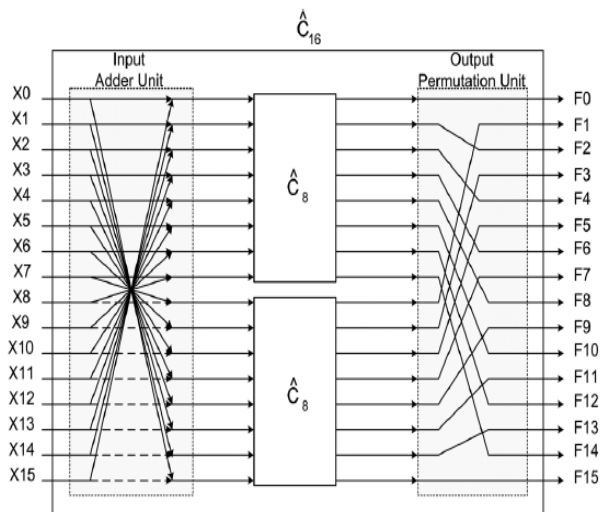 Ĉ16
Input
Adder Unit
Output
Permutation Unit
X0
X1
X2
X3
X4
X5
X6
X7
X8
X9
X10
X11
X12
X13
X14
X15
Ĉ8
Ĉ8
F0
F1
F2
F3
F4
F5
F6
F7
F8
F9
F10
F11
F12
F13
F14
F15